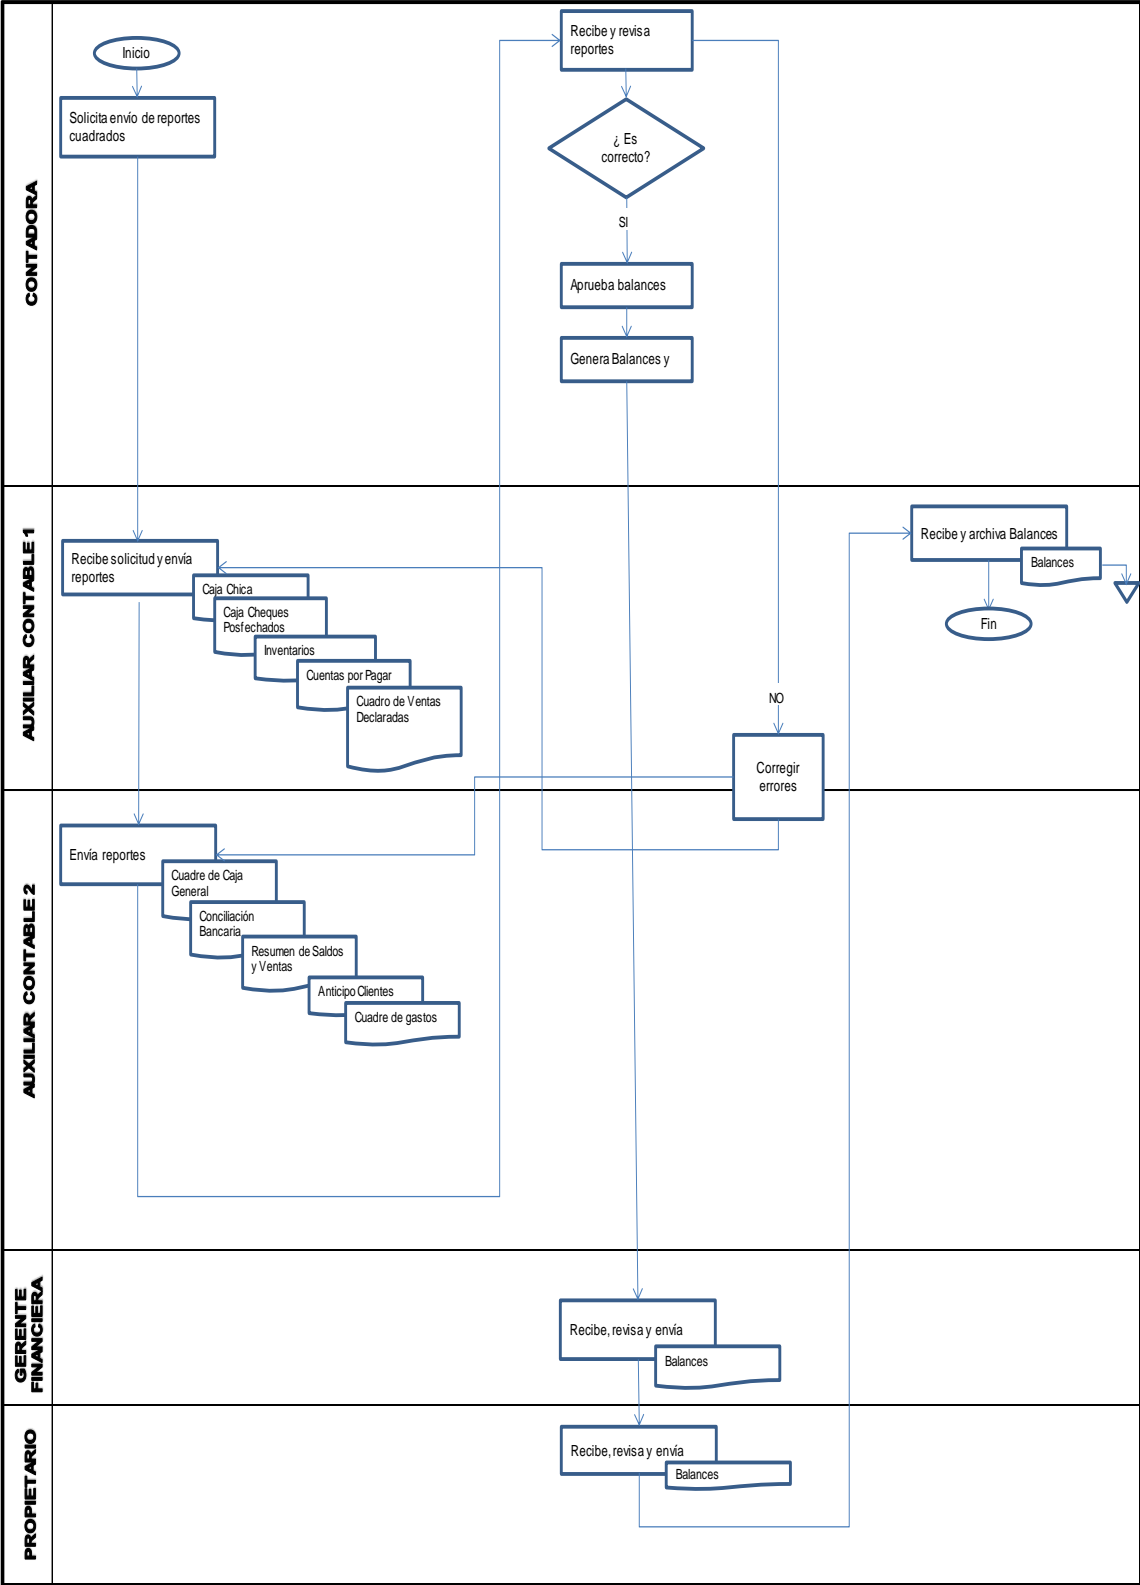 CONTADORA
Inicio
Solicita envío de reportes
cuadrados
Recibe y revisa
reportes
¿ Es
correcto?
SI
Aprueba balances
Genera Balances y
AUXILIAR CONTABLE 1
Recibe solicitud y envía
reportes
Caja Chica
Caja Cheques
Posfechados
Inventarios
Cuentas por Pagar
Cuadro de Ventas
Declaradas
NO
Corregir
errores
Recibe y archiva Balances
Balances
Fin
AUXILIAR CONTABLE 2
Envía reportes
Cuadre de Caja
General
Conciliación
Bancaria
Resumen de Saldos
y Ventas
Anticipo Clientes
Cuadre de gastos
GERENTE
FINANCIERA
Recibe, revisa y envía
Balances
PROPIETARIO
Recibe, revisa y envía
Balances